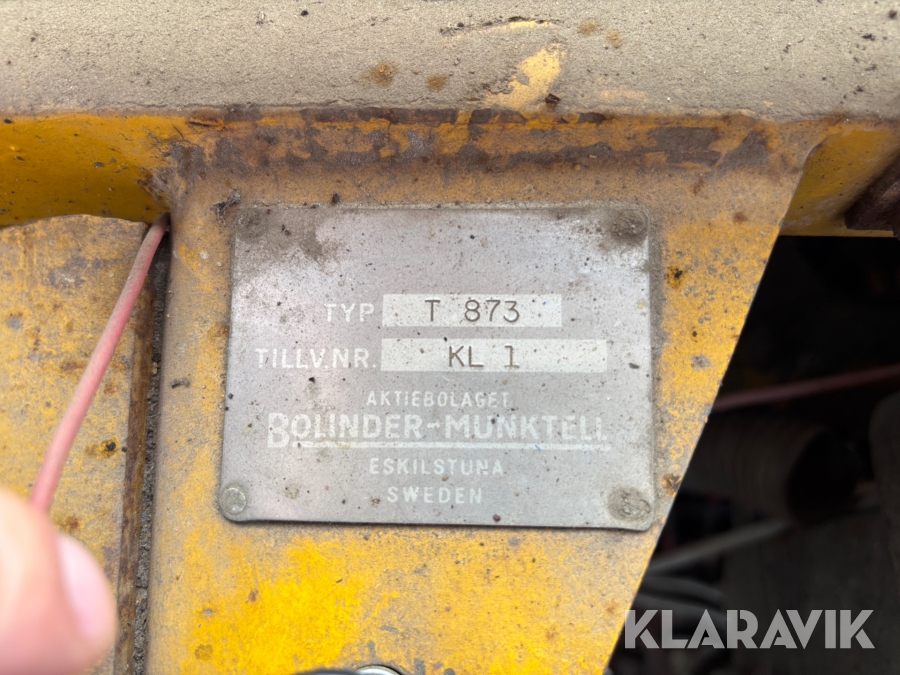 TYP T 873
TILLV.NR. KL 1
AKTIEBOLAGET
BOLINDER-MUNKTELL
ESKILSTUNA
SWEDEN
KLARAVIK